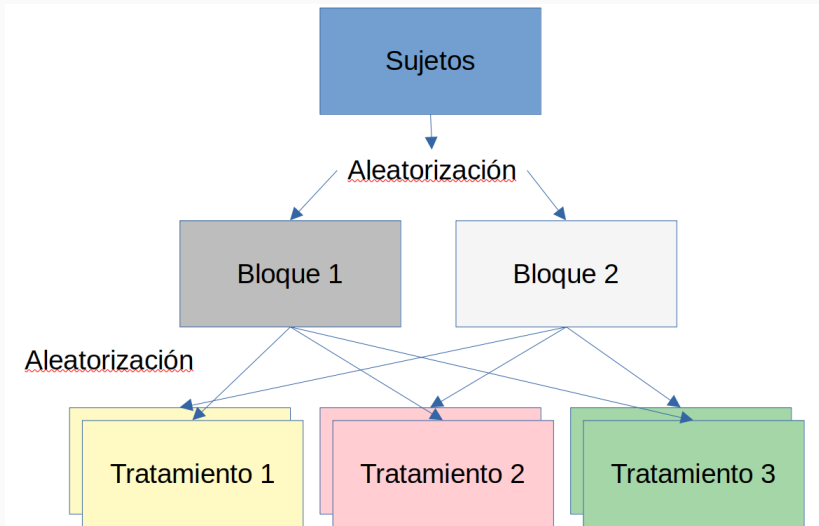 Sujetos
Aleatorización
Bloque 1
Bloque 2
Aleatorización
Tratamiento 1
Tratamiento 2
Tratamiento 3